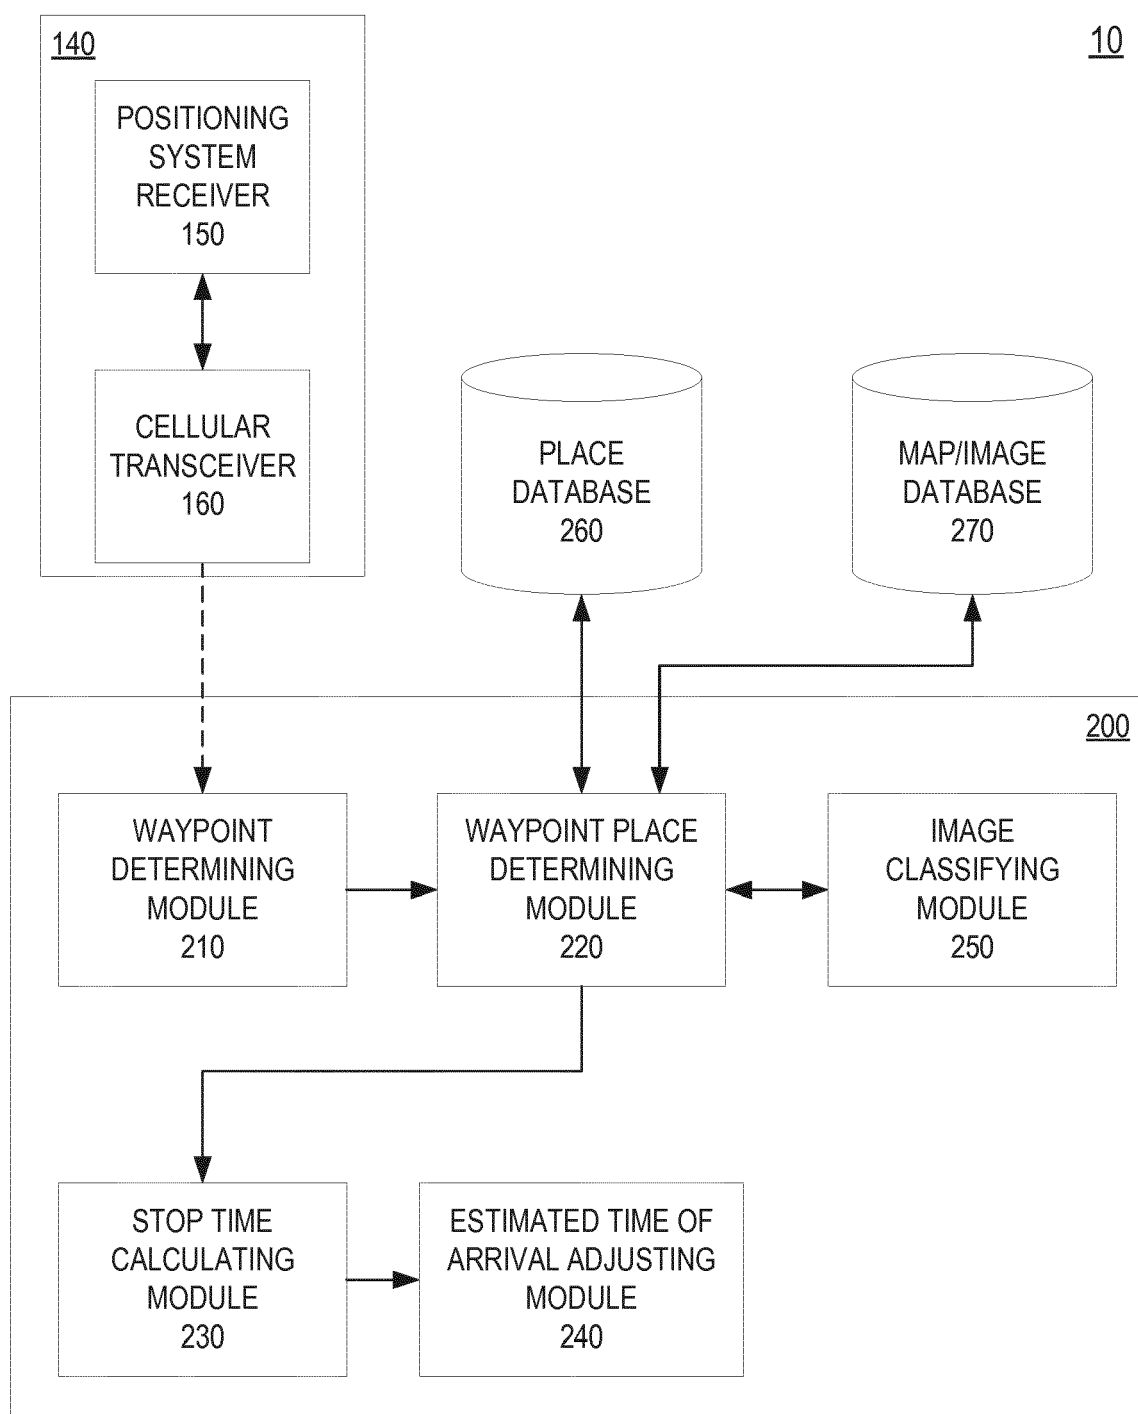 140
10
POSITIONING
SYSTEM
RECEIVER
150
CELLULAR
TRANSCEIVER
160
PLACE
DATABASE
260
MAP/IMAGE
DATABASE
270
200
WAYPOINT
DETERMINING
MODULE
210
WAYPOINT PLACE
DETERMINING
MODULE
220
IMAGE
CLASSIFYING
MODULE
250
STOP TIME
CALCULATING
MODULE
230
ESTIMATED TIME OF
ARRIVAL ADJUSTING
MODULE
240